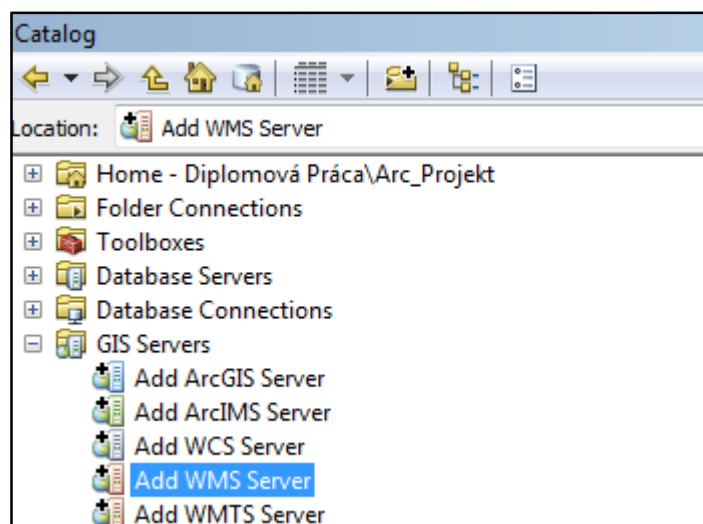 Catalog
Location: Add WMS Server
Home - Diplomová Práca\Arc_Projekt
Folder Connections
Toolboxes
Database Servers
Database Connections
GIS Servers
Add ArcGIS Server
Add ArcIMS Server
Add WCS Server
Add WMS Server
Add WMTS Server